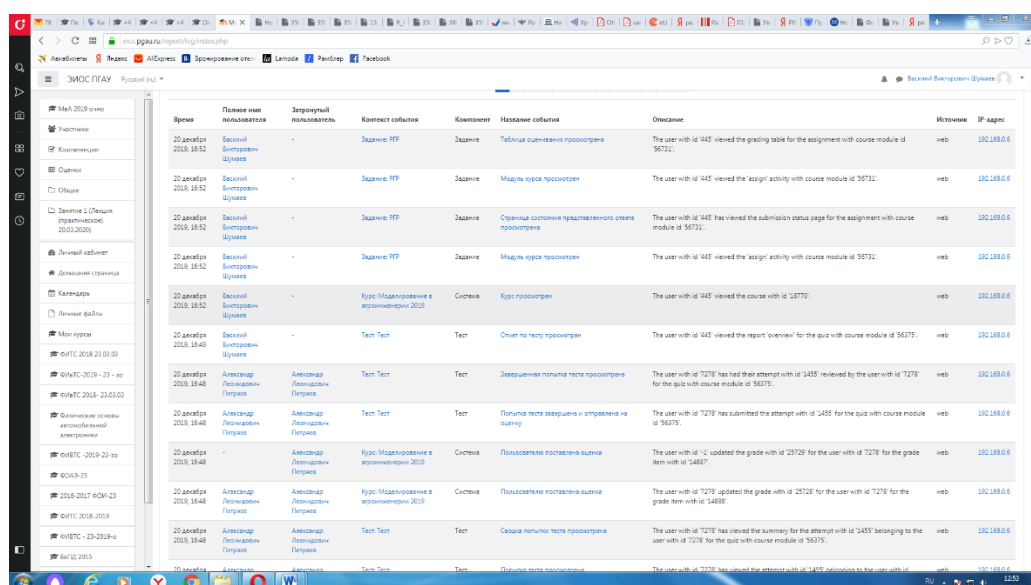 eios.pgau.ru/report/log/index.php
Авиабилеты Яндекс AliExpress Бронирование отел Lamoda Рамблер Facebook
ЭИОС ПГАУ Русский (ru)
Василий Викторович Шумаев
МеА 2019 очно
Участники
Компетенции
Оценки
Общее
Занятие 1 (Лекция
(практическое)
20.03.2020)
Личный кабинет
Домашняя страница
Календарь
Личные файлы
Мои курсы
ФИТС 2018 23.03.03
ФИвТС-2019 - 23 - зо
ФИвТС 2018- 23.03.03
Физические основы
автомобильной
электроники
ФИВТС -2019-23-зо
ФОАЭ-23
2016-2017 ФОИ-23
ФИТС 2018-2019
ФИВТС - 23-2019-о
ВвПД 2015
Время Полное имя пользователя Затронутый пользователь Контекст события Компонент Название события Описание Источник IP-адрес
20 декабря 2019, 16:52 Василий Викторович Шумаев - Задание: РГР Задание Таблица оценивания просмотрена The user with id '445' viewed the grading table for the assignment with course module id '56731'. web 192.168.0.6
20 декабря 2019, 16:52 Василий Викторович Шумаев - Задание: РГР Задание Модуль курса просмотрен The user with id '445' viewed the 'assign' activity with course module id '56731'. web 192.168.0.6
20 декабря 2019, 16:52 Василий Викторович Шумаев - Задание: РГР Задание Страница состояния представленного ответа просмотрена The user with id '445' has viewed the submission status page for the assignment with course module id '56731'. web 192.168.0.6
20 декабря 2019, 16:52 Василий Викторович Шумаев - Задание: РГР Задание Модуль курса просмотрен The user with id '445' viewed the 'assign' activity with course module id '56731'. web 192.168.0.6
20 декабря 2019, 16:52 Василий Викторович Шумаев - Курс: Моделирование в агроинженерии 2019 Система Курс просмотрен The user with id '445' viewed the course with id '18770'. web 192.168.0.6
20 декабря 2019, 16:49 Василий Викторович Шумаев - Тест: Тест Тест Отчет по тесту просмотрен The user with id '445' viewed the report 'overview' for the quiz with course module id '56375'. web 192.168.0.6
20 декабря 2019, 16:48 Александр Леонидович Петряев Александр Леонидович Петряев Тест: Тест Тест Завершенная попытка теста просмотрена The user with id '7278' has had their attempt with id '1455' reviewed by the user with id '7278' for the quiz with course module id '56375'. web 192.168.0.6
20 декабря 2019, 16:48 Александр Леонидович Петряев Александр Леонидович Петряев Тест: Тест Тест Попытка теста завершена и отправлена на оценку The user with id '7278' has submitted the attempt with id '1455' for the quiz with course module id '56375'. web 192.168.0.6
20 декабря 2019, 16:48 - Александр Леонидович Петряев Курс: Моделирование в агроинженерии 2019 Система Пользователю поставлена оценка The user with id '-1' updated the grade with id '25729' for the user with id '7278' for the grade item with id '14887'. web 192.168.0.6
20 декабря 2019, 16:48 Александр Леонидович Петряев Александр Леонидович Петряев Курс: Моделирование в агроинженерии 2019 Система Пользователю поставлена оценка The user with id '7278' updated the grade with id '25728' for the user with id '7278' for the grade item with id '14888'. web 192.168.0.6
20 декабря 2019, 16:48 Александр Леонидович Петряев Александр Леонидович Петряев Тест: Тест Тест Сводка попытки теста просмотрена The user with id '7278' has viewed the summary for the attempt with id '1455' belonging to the user with id '7278' for the quiz with course module id '56375'. web 192.168.0.6
RU 12:53